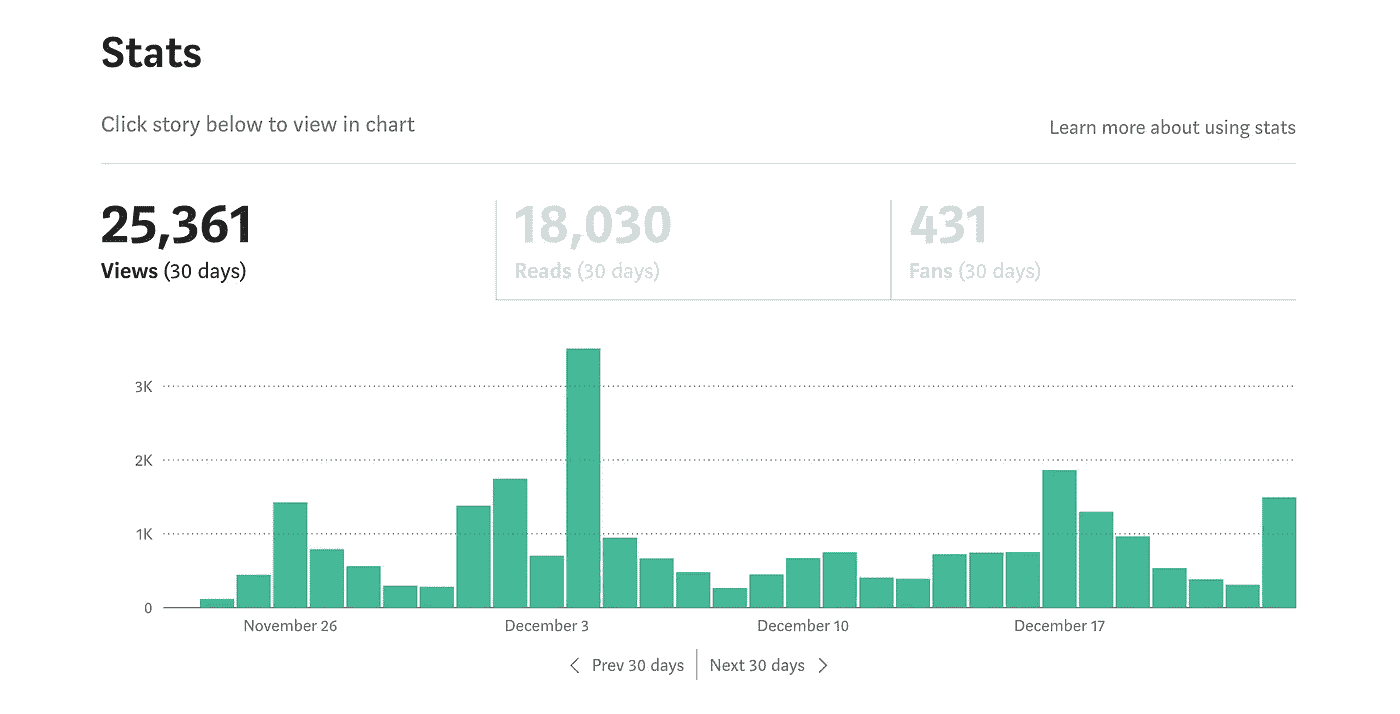 Stats
Click story below to view in chart
Learn more about using stats
25,361
Views (30 days)
18,030
Reads (30 days)
431
Fans (30 days)
3K
2K
1K
0
November 26
December 3
December 10
December 17
Prev 30 days
Next 30 days